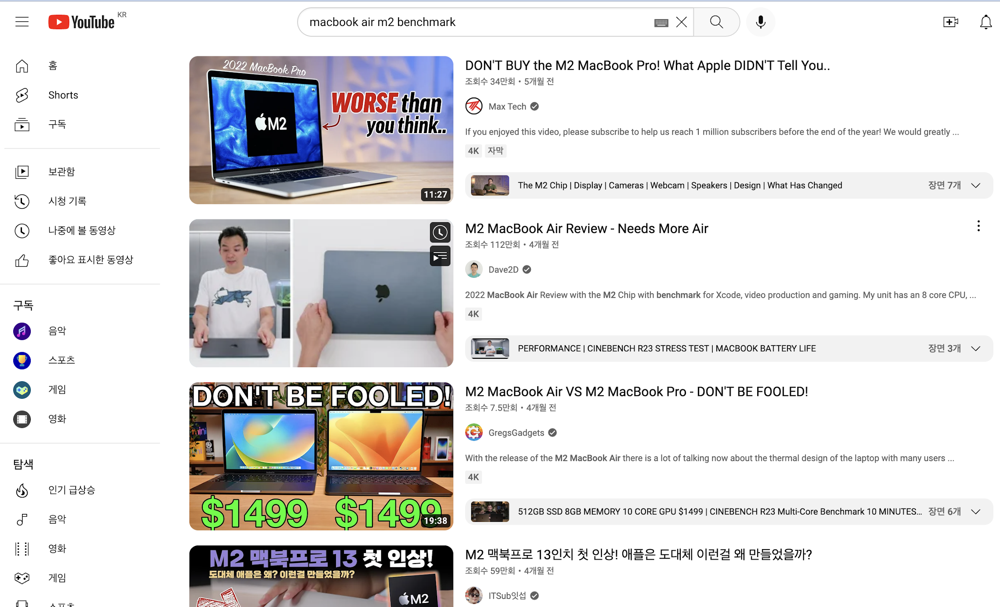 YouTube KR
macbook air m2 benchmark
홈
Shorts
구독
보관함
시청 기록
나중에 볼 동영상
좋아요 표시한 동영상
구독
음악
스포츠
게임
영화
탐색
인기 급상승
음악
영화
게임
스포츠
2022 MacBook Pro
WORSE than
you think..
M2
MacBook Pro
11:27
DON'T BUY the M2 MacBook Pro! What Apple DIDN'T Tell You..
조회수 34만회 • 5개월 전
Max Tech
If you enjoyed this video, please subscribe to help us reach 1 million subscribers before the end of the year! We would greatly ...
4K 자막
The M2 Chip | Display | Cameras | Webcam | Speakers | Design | What Has Changed
장면 7개
M2 MacBook Air Review - Needs More Air
조회수 112만회 • 4개월 전
Dave2D
2022 MacBook Air Review with the M2 Chip with benchmark for Xcode, video production and gaming. My unit has an 8 core CPU, ...
4K
PERFORMANCE | CINEBENCH R23 STRESS TEST | MACBOOK BATTERY LIFE
장면 3개
DON'T BE FOOLED!
mini
BOSS
$1499 $1499
19:38
M2 MacBook Air VS M2 MacBook Pro - DON'T BE FOOLED!
조회수 7.5만회 • 4개월 전
GregsGadgets
With the release of the M2 MacBook Air there is a lot of talking now about the thermal design of the laptop with many users ...
4K
512GB SSD 8GB MEMORY 10 CORE GPU $1499 | CINEBENCH R23 Multi-Core Benchmark 10 MINUTES...
장면 6개
M2 맥북프로 13 첫 인상!
도대체 애플은 왜? 이런걸 만들었을까?
M2
M2 맥북프로 13인치 첫 인상! 애플은 도대체 이런걸 왜 만들었을까?
조회수 59만회 • 4개월 전
ITSub잇섭